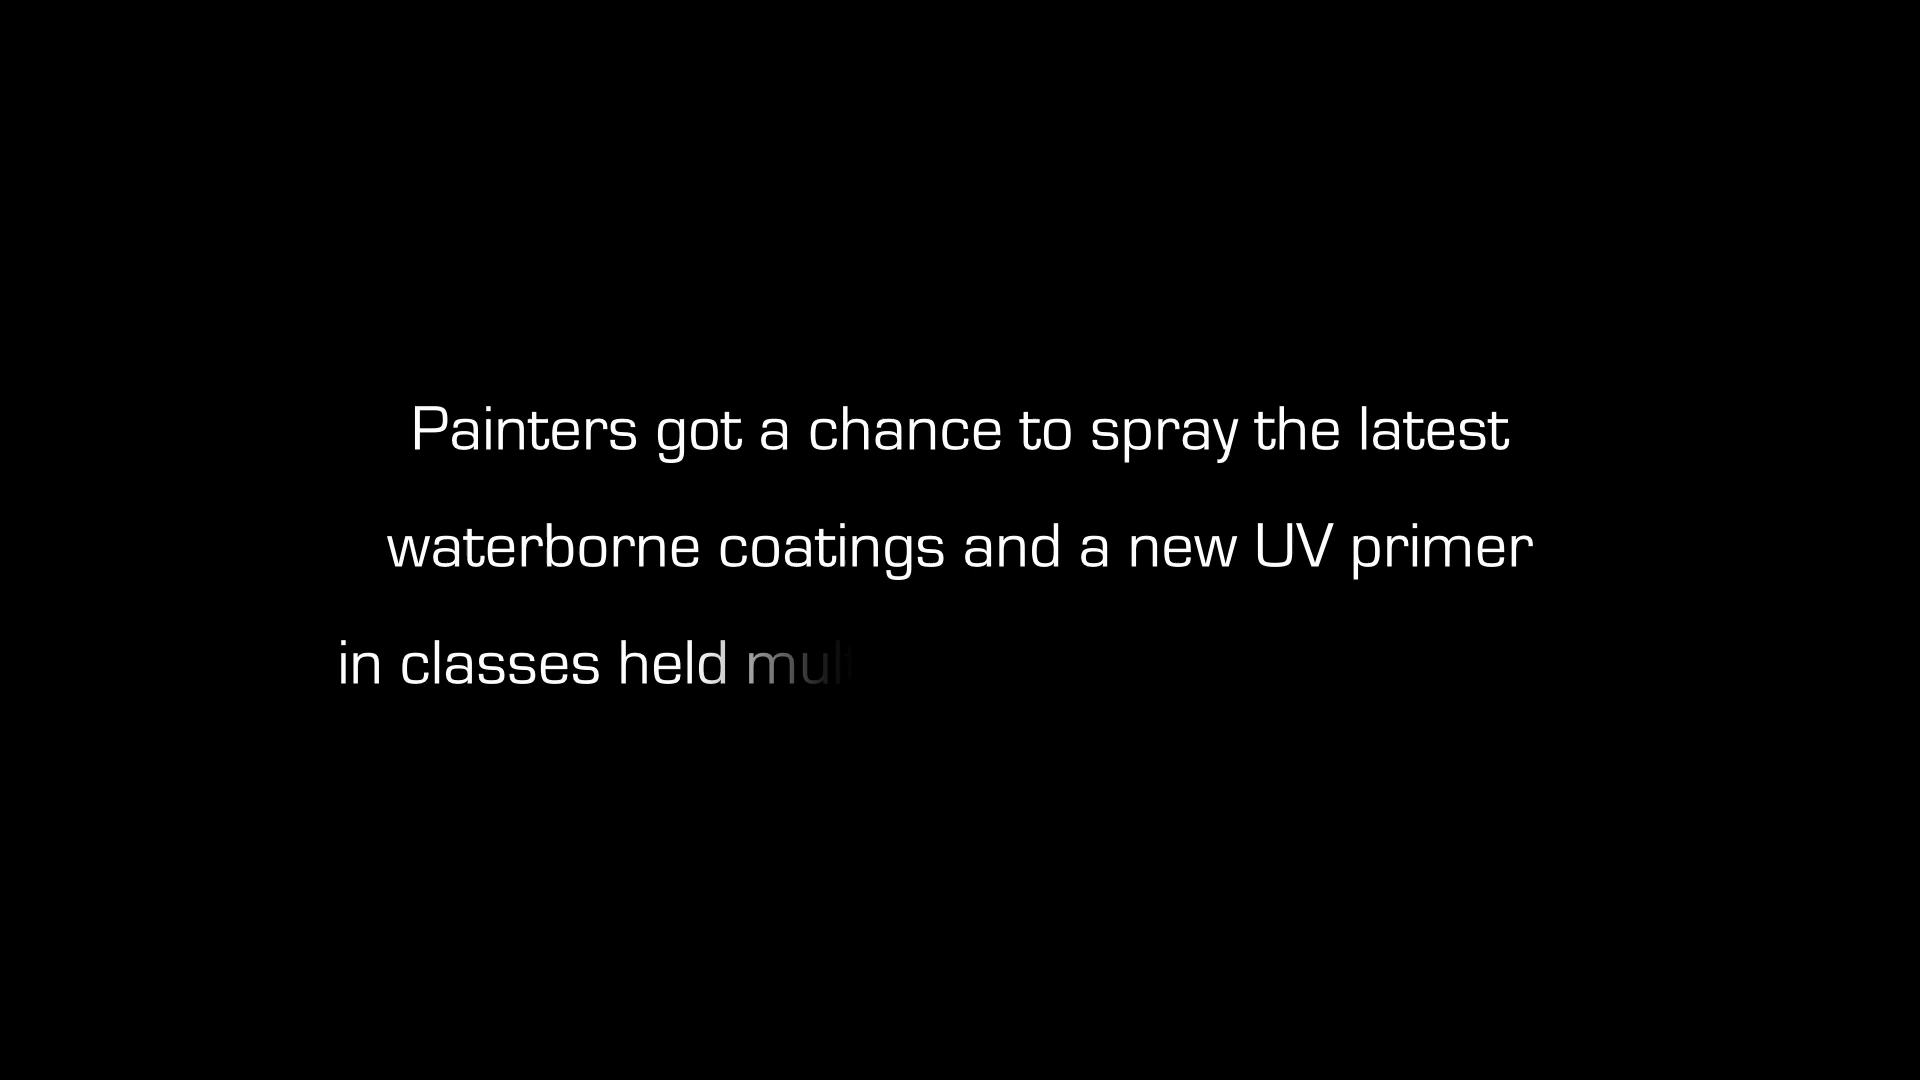 Painters got a chance to spray the latest
waterborne coatings and a new UV primer
in classes held